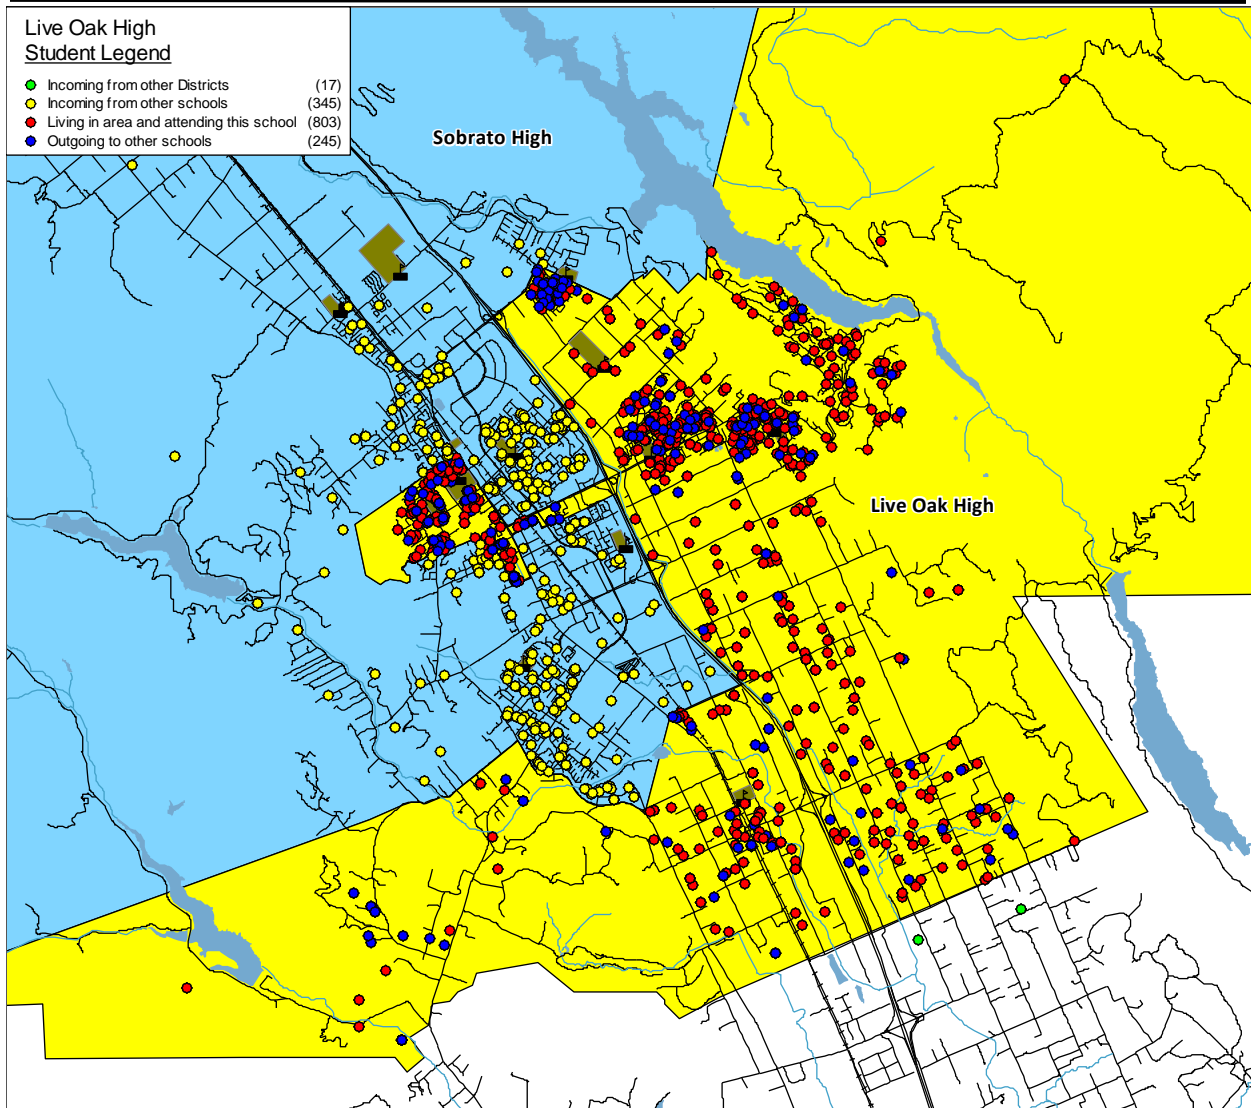 Live Oak High
Student Legend
Incoming from other Districts (17)
Incoming from other schools (345)
Living in area and attending this school (803)
Outgoing to other schools (245)
Sobrato High
Live Oak High